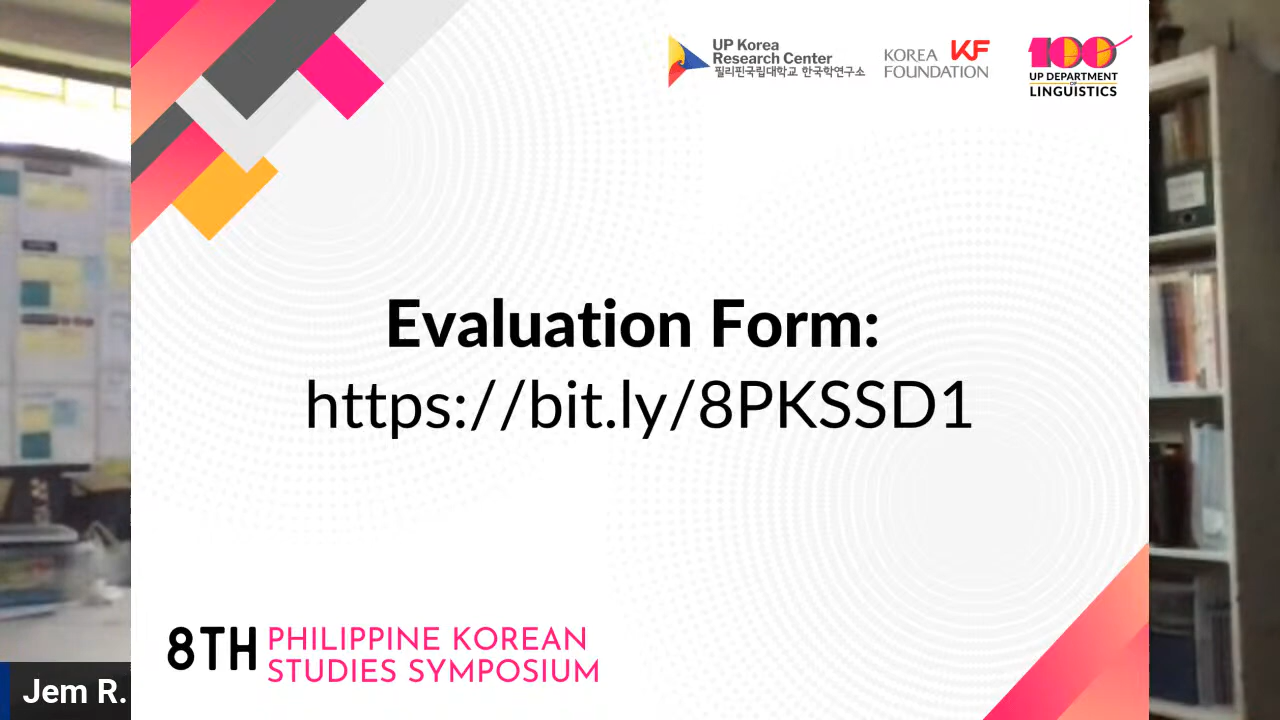 UP Korea
Research Center
필리핀국립대학교 한국학연구소
KOREA
FOUNDATION
KF
100
UP DEPARTMENT
OF
LINGUISTICS
Evaluation Form:
https://bit.ly/8PKSSD1
8TH PHILIPPINE KOREAN
STUDIES SYMPOSIUM
Jem R.